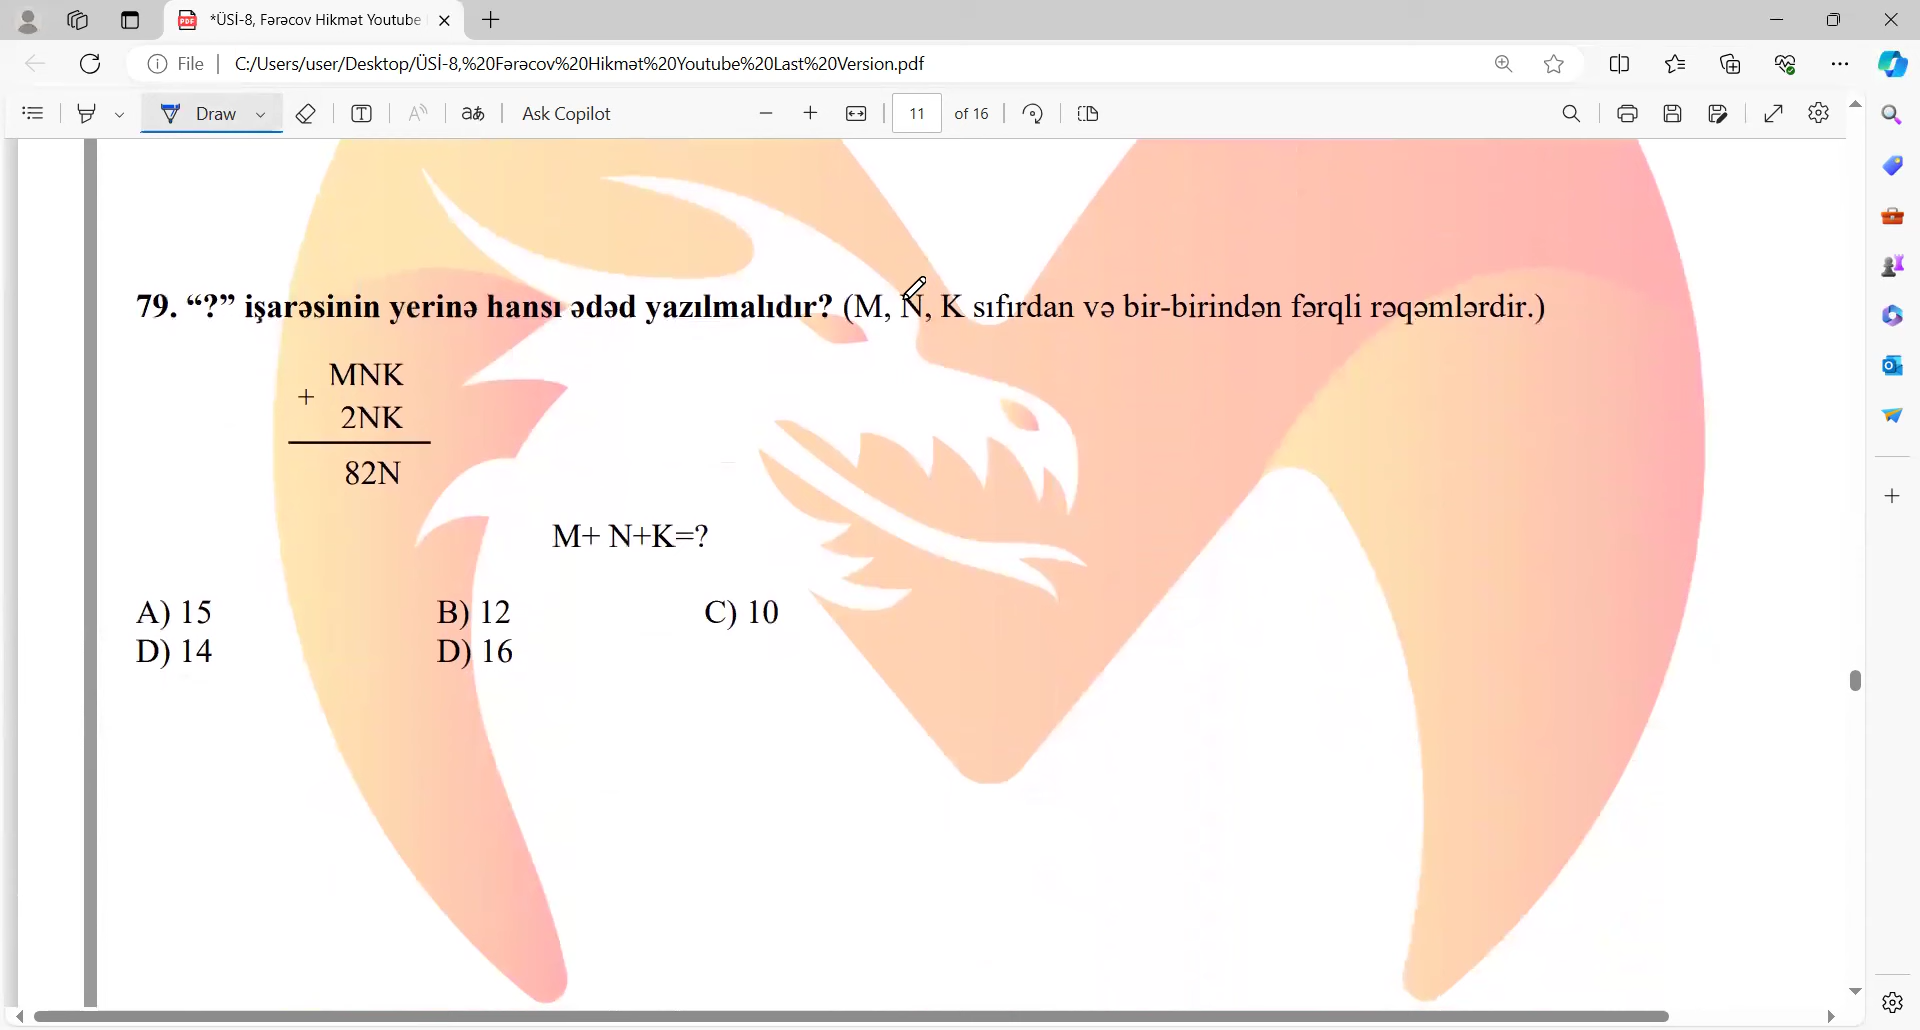 *ÜSİ-8, Fərəcov Hikmət Youtube
File C:/Users/user/Desktop/ÜSİ-8,%20Fərəcov%20Hikmət%20Youtube%20Last%20Version.pdf
Draw Ask Copilot 11 of 16
79. “?” işarəsinin yerinə hansı ədəd yazılmalıdır? (M, N, K sıfırdan və bir-birindən fərqli rəqəmlərdir.)
MNK
+
2NK
82N
M+ N+K=?
A) 15 B) 12 C) 10
D) 14 D) 16